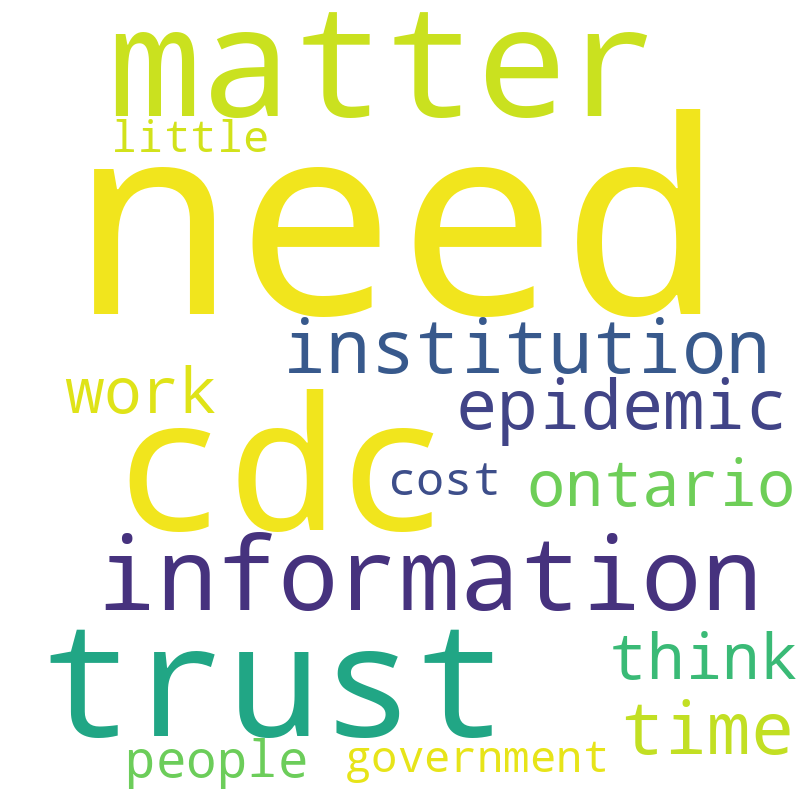 matter
little
need
institution
work
epidemic
cdc
cost
ontario
information
trust
think
time
people
government